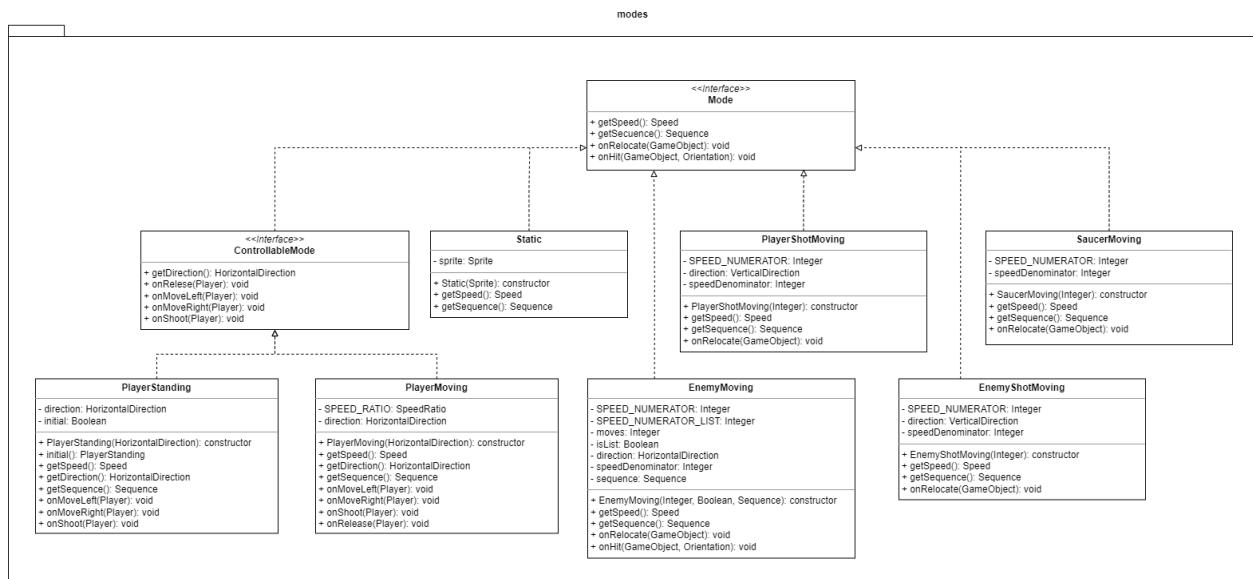 modes
<<interface>>
Mode
+ getSpeed(): Speed
+ getSecuence(): Sequence
+ onRelocate(GameObject): void
+ onHit(GameObject, Orientation): void
<<interface>>
ControllableMode
+ getDirection(): HorizontalDirection
+ onRelese(Player): void
+ onMoveLeft(Player): void
+ onMoveRight(Player): void
+ onShoot(Player): void
Static
- sprite: Sprite
+ Static(Sprite): constructor
+ getSpeed(): Speed
+ getSequence(): Sequence
PlayerShotMoving
- SPEED_NUMERATOR: Integer
- direction: VerticalDirection
- speedDenominator: Integer
+ PlayerShotMoving(Integer): constructor
+ getSpeed(): Speed
+ getSequence(): Sequence
+ onRelocate(GameObject): void
SaucerMoving
- SPEED_NUMERATOR: Integer
- speedDenominator: Integer
+ SaucerMoving(Integer): constructor
+ getSpeed(): Speed
+ getSequence(): Sequence
+ onRelocate(GameObject): void
PlayerStanding
- direction: HorizontalDirection
- initial: Boolean
+ PlayerStanding(HorizontalDirection): constructor
+ initial(): PlayerStanding
+ getSpeed(): Speed
+ getDirection(): HorizontalDirection
+ getSequence(): Sequence
+ onMoveLeft(Player): void
+ onMoveRight(Player): void
+ onShoot(Player): void
PlayerMoving
- SPEED_RATIO: SpeedRatio
- direction: HorizontalDirection
+ PlayerMoving(HorizontalDirection): constructor
+ getSpeed(): Speed
+ getDirection(): HorizontalDirection
+ getSequence(): Sequence
+ onMoveLeft(Player): void
+ onMoveRight(Player): void
+ onShoot(Player): void
+ onRelease(Player): void
EnemyMoving
- SPEED_NUMERATOR: Integer
- SPEED_NUMERATOR_LIST: Integer
- moves: Integer
- isList: Boolean
- direction: HorizontalDirection
- speedDenominator: Integer
- sequence: Sequence
+ EnemyMoving(Integer, Boolean, Sequence): constructor
+ getSpeed(): Speed
+ getSequence(): Sequence
+ onRelocate(GameObject): void
+ onHit(GameObject, Orientation): void
EnemyShotMoving
- SPEED_NUMERATOR: Integer
- direction: VerticalDirection
- speedDenominator: Integer
+ EnemyShotMoving(Integer): constructor
+ getSpeed(): Speed
+ getSequence(): Sequence
+ onRelocate(GameObject): void